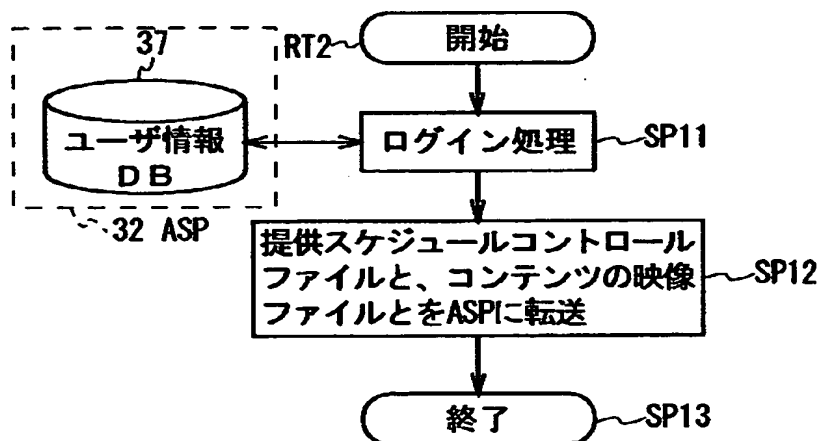 37
RT2
開始
ユーザ情報
DB
ログイン処理
SP11
32 ASP
提供スケジュールコントロール
ファイルと、コンテンツの映像
ファイルとをASPに転送
SP12
終了
SP13